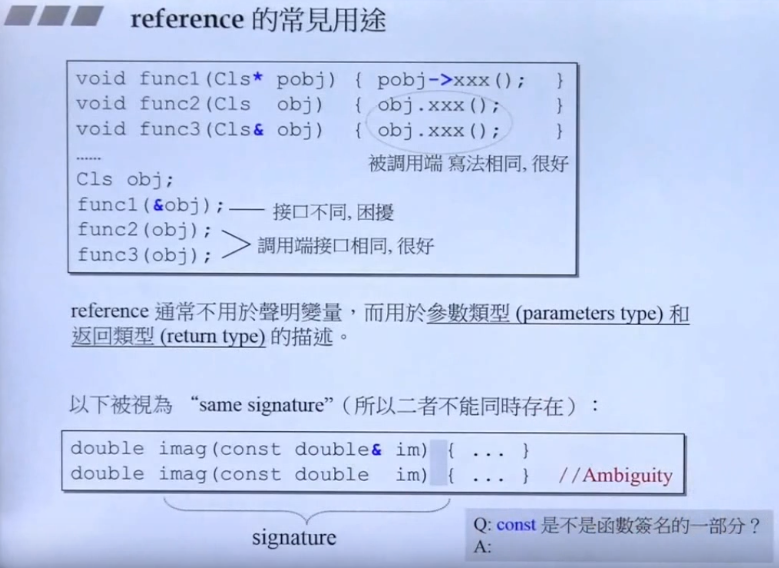 reference 的常見用途
void func1(Cls* pobj) { pobj->xxx(); }
void func2(Cls obj) { obj.xxx(); }
void func3(Cls& obj) { obj.xxx(); }
……
被調用端 寫法相同, 很好
Cls obj;
func1(&obj); 接口不同, 困擾
func2(obj);
調用端接口相同, 很好
func3(obj);
reference 通常不用於聲明變量，而用於參數類型 (parameters type) 和
返回類型 (return type) 的描述。
以下被視為 “same signature”（所以二者不能同時存在）：
double imag(const double& im) { ... }
double imag(const double im) { ... } //Ambiguity
signature
Q: const 是不是函數簽名的一部分？
A: